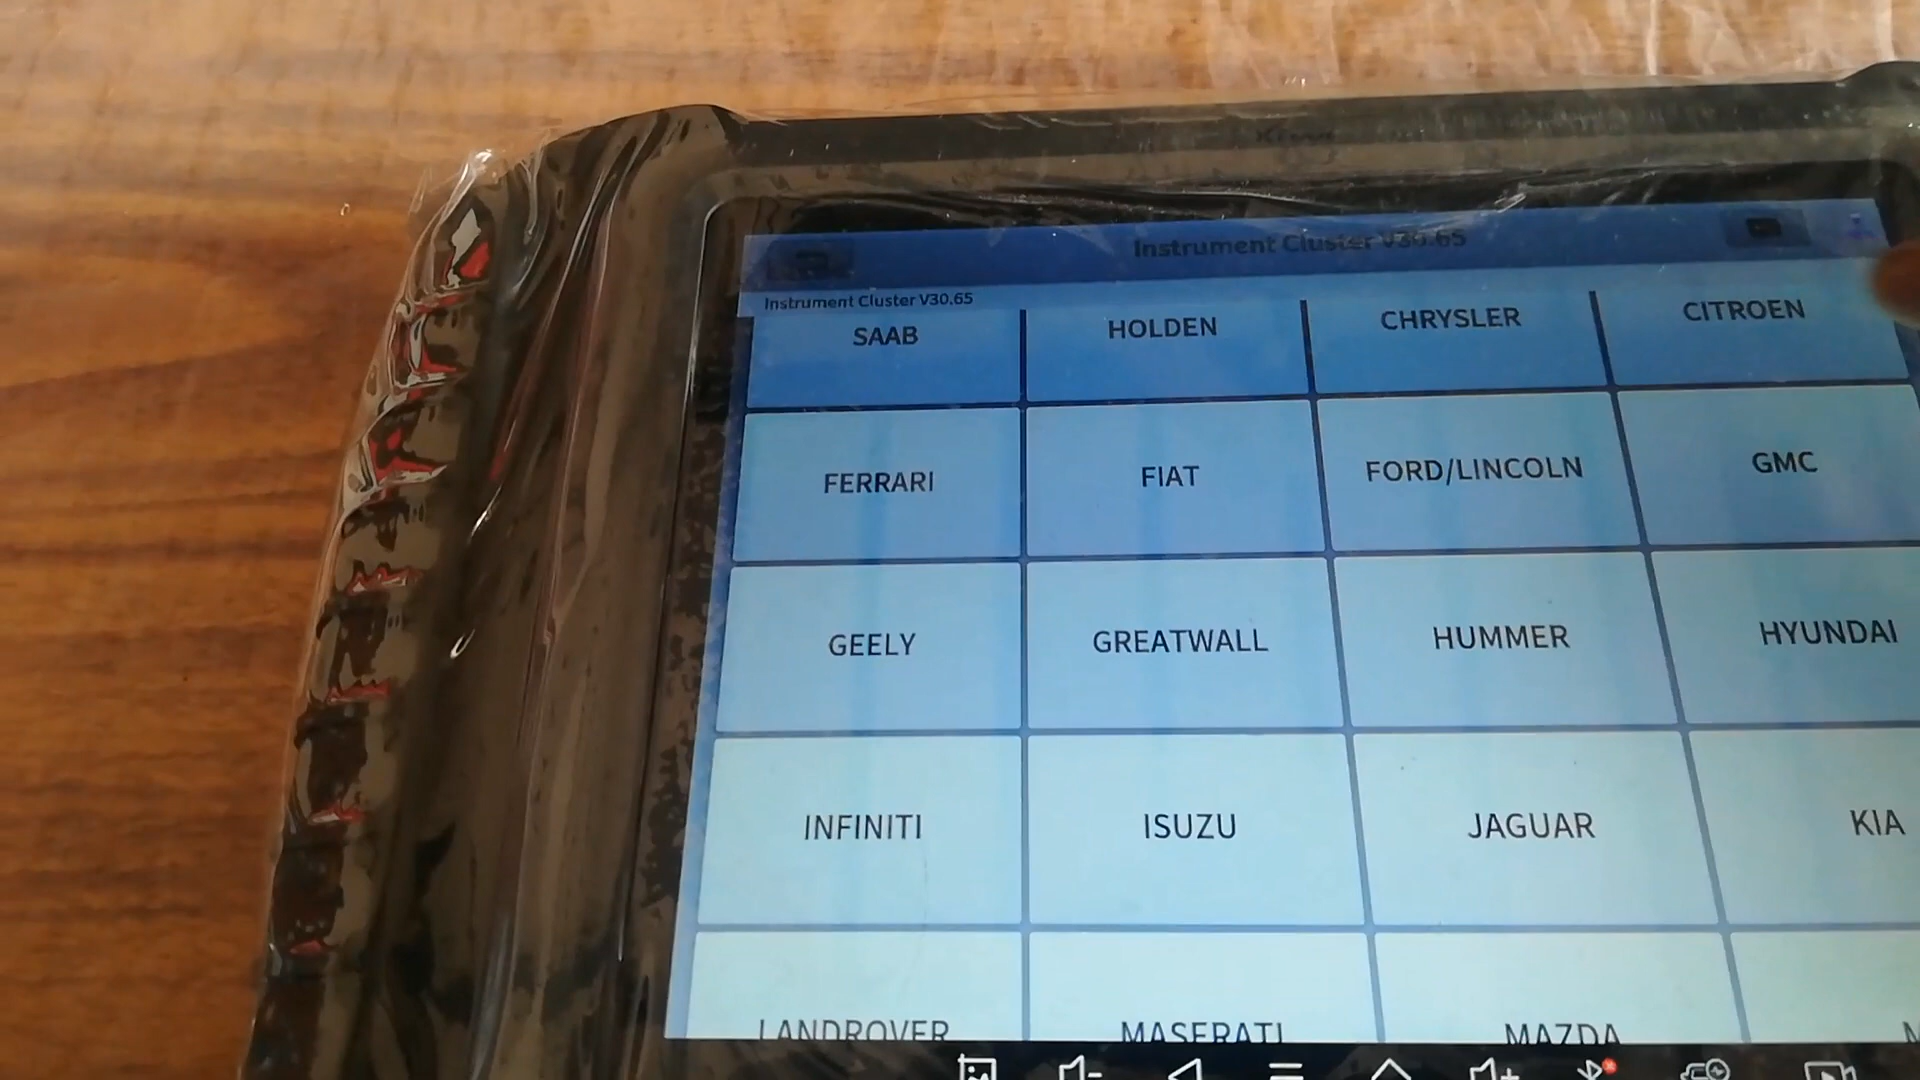 Instrument Cluster V30.65
Instrument Cluster V30.65
SAAB HOLDEN CHRYSLER CITROEN
FERRARI FIAT FORD/LINCOLN GMC
GEELY GREATWALL HUMMER HYUNDAI
INFINITI ISUZU JAGUAR KIA
LANDROVER MASERATI MAZDA